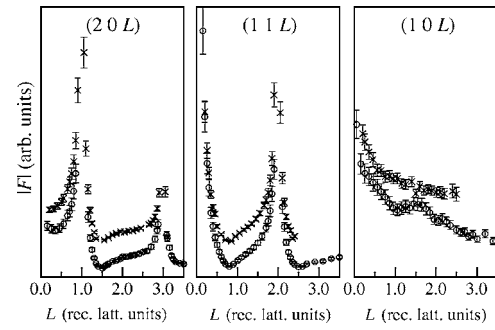 (2 0 L) (1 1 L) (1 0 L)
|F| (arb. units)
0.0 1.0 2.0 3.0 0.0 1.0 2.0 3.0 0.0 1.0 2.0 3.0
L (rec. latt. units) L (rec. latt. units) L (rec. latt. units)